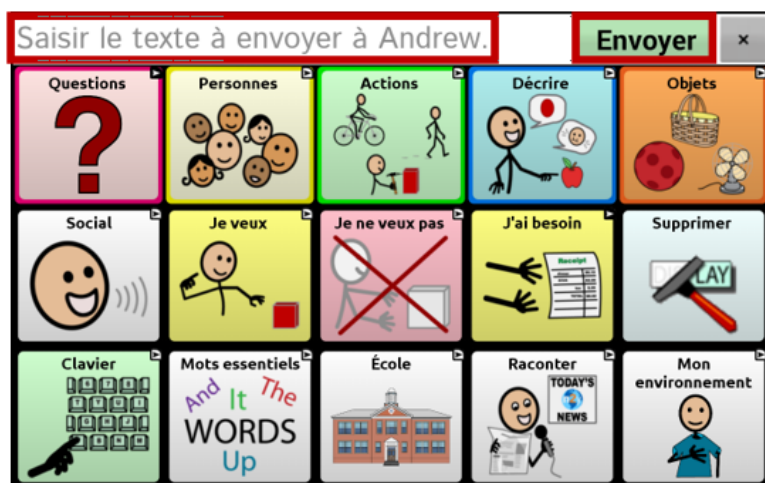 Saisir le texte à envoyer à Andrew.
Envoyer
×
Questions
Personnes
Actions
Décrire
Objets
Social
Je veux
Je ne veux pas
J'ai besoin
Receipt
Supprimer
LAY
Clavier
Mots essentiels
And
It
The
WORDS
Up
École
Raconter
TODAY'S
NEWS
Mon
environnement